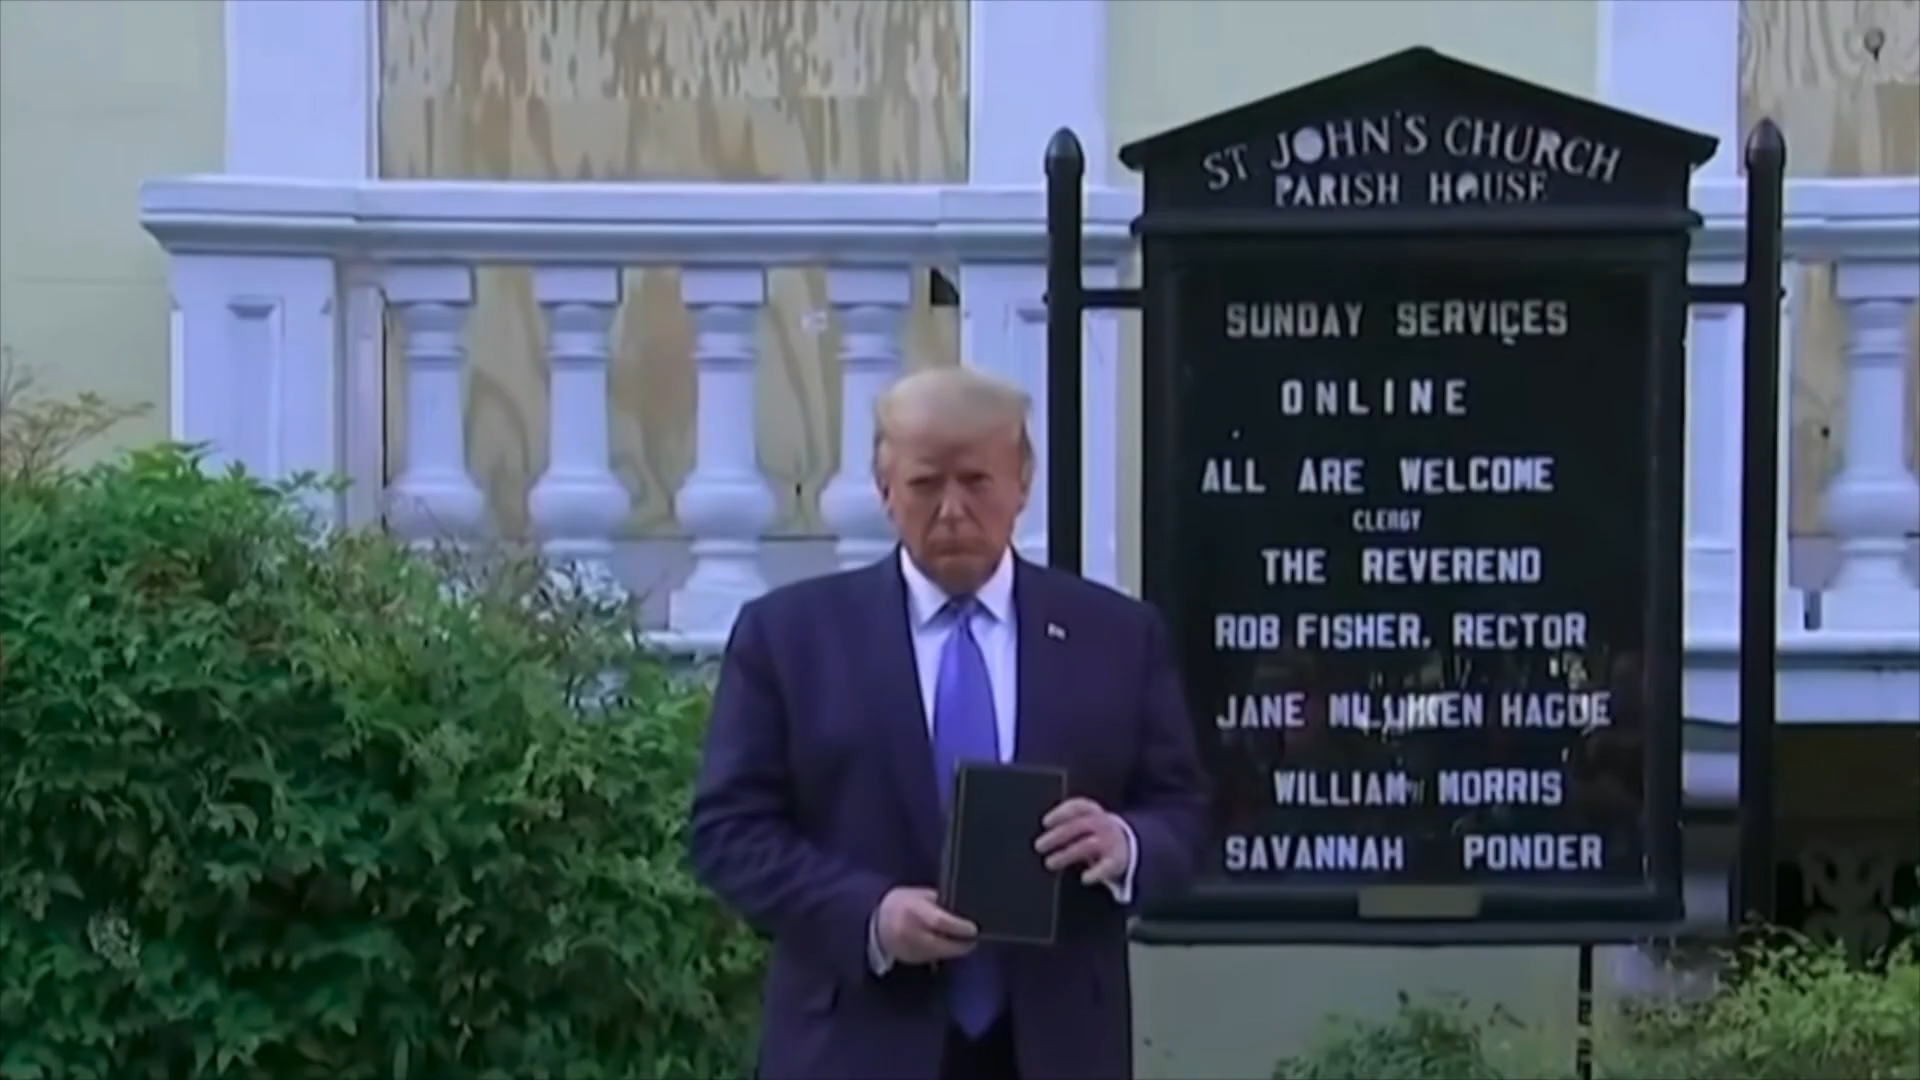 ST JOHN'S CHURCH
PARISH HOUSE
SUNDAY SERVICES
ONLINE
ALL ARE WELCOME
CLERGY
THE REVEREND
ROB FISHER. RECTOR
JANE HAGUE
WILLIAM MORRIS
SAVANNAH PONDER